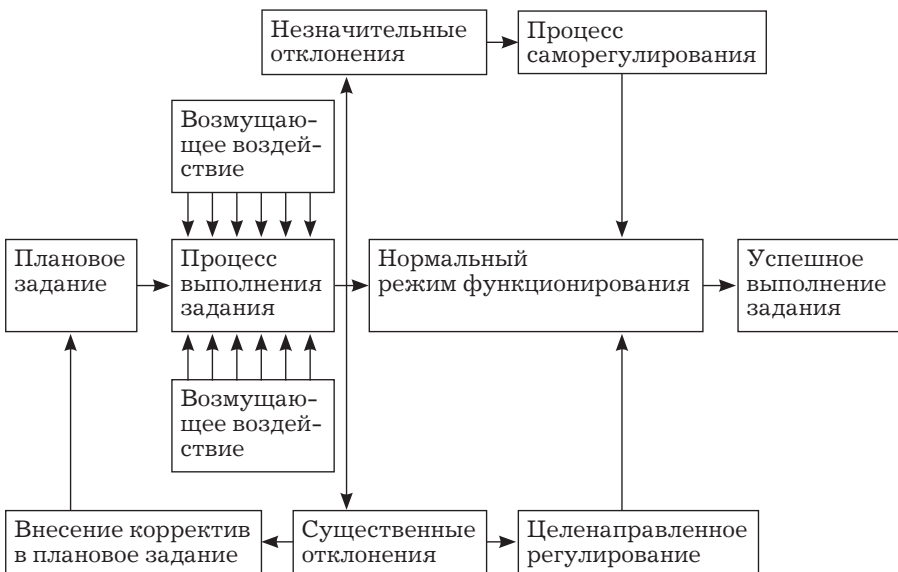 Незначительные
отклонения
Процесс
саморегулирования
Возмущаю-
щее воздей-
ствие
Плановое
задание
Процесс
выполнения
задания
Нормальный
режим функционирования
Успешное
выполнение
задания
Возмущаю-
щее воздей-
ствие
Внесение корректив
в плановое задание
Существенные
отклонения
Целенаправленное
регулирование